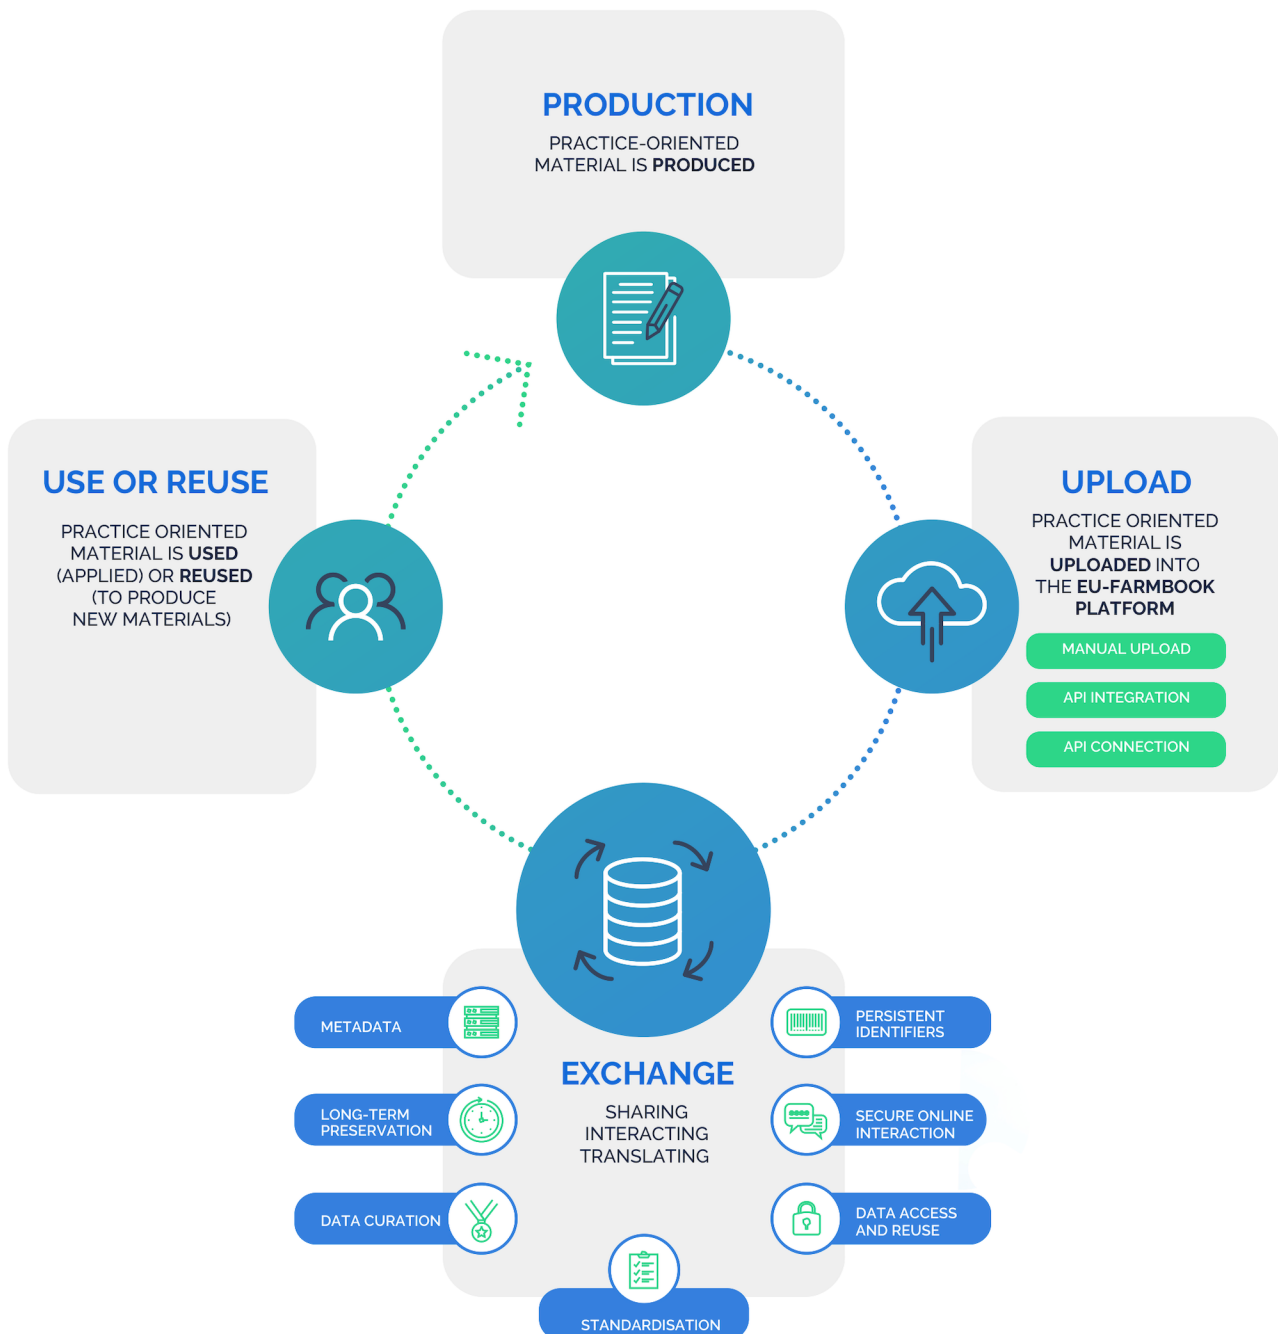 PRODUCTION
PRACTICE-ORIENTED
MATERIAL IS PRODUCED
USE OR REUSE
PRACTICE ORIENTED
MATERIAL IS USED
(APPLIED) OR REUSED
(TO PRODUCE
NEW MATERIALS)
UPLOAD
PRACTICE ORIENTED
MATERIAL IS
UPLOADED INTO
THE EU-FARMBOOK
PLATFORM
MANUAL UPLOAD
API INTEGRATION
API CONNECTION
EXCHANGE
SHARING
INTERACTING
TRANSLATING
METADATA
LONG-TERM
PRESERVATION
DATA CURATION
PERSISTENT
IDENTIFIERS
SECURE ONLINE
INTERACTION
DATA ACCESS
AND REUSE
STANDARDISATION